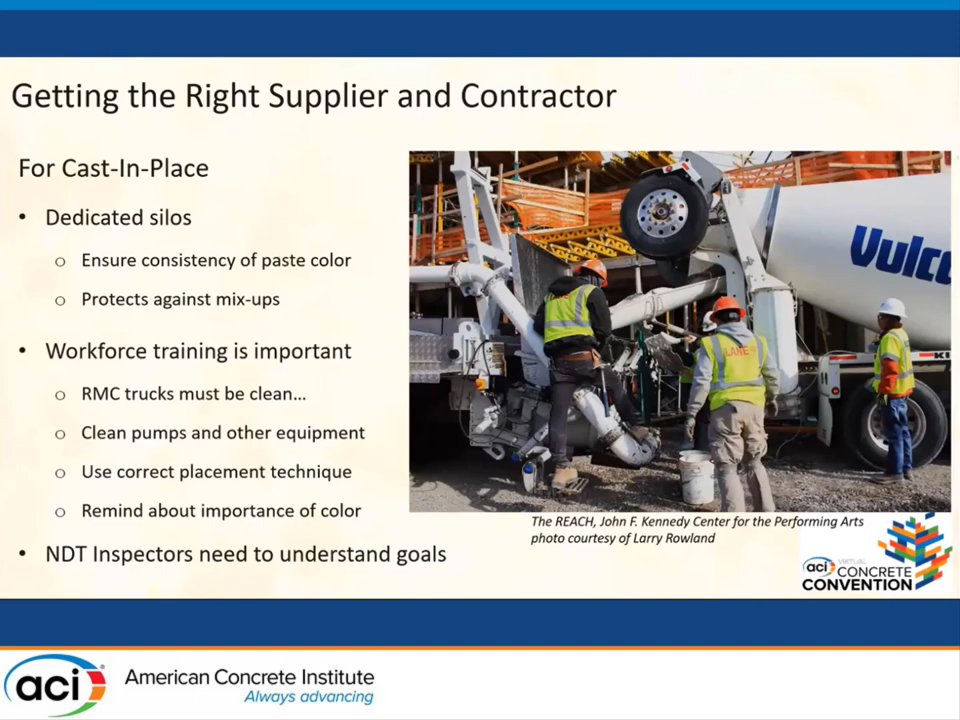 Getting the Right Supplier and Contractor
For Cast-In-Place
• Dedicated silos
o Ensure consistency of paste color
o Protects against mix-ups
• Workforce training is important
o RMC trucks must be clean…
o Clean pumps and other equipment
o Use correct placement technique
o Remind about importance of color
• NDT Inspectors need to understand goals
Vulc
LANE
The REACH, John F. Kennedy Center for the Performing Arts
photo courtesy of Larry Rowland
aci VIRTUAL
CONCRETE
CONVENTION
aci
American Concrete Institute
Always advancing